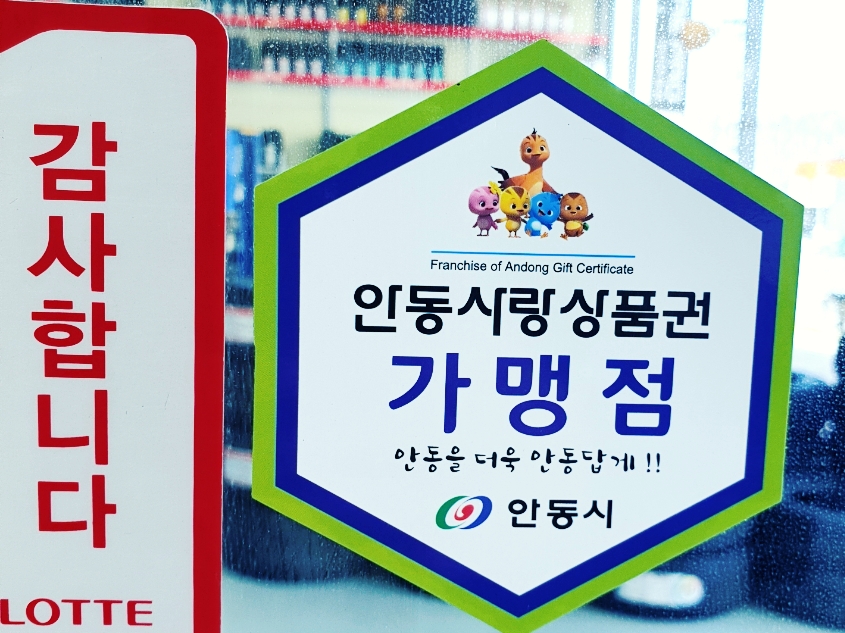 감사합니다
LOTTE
Franchise of Andong Gift Certificate
안동사랑상품권
가맹점
안동을 더욱 안동답게!!
안동시